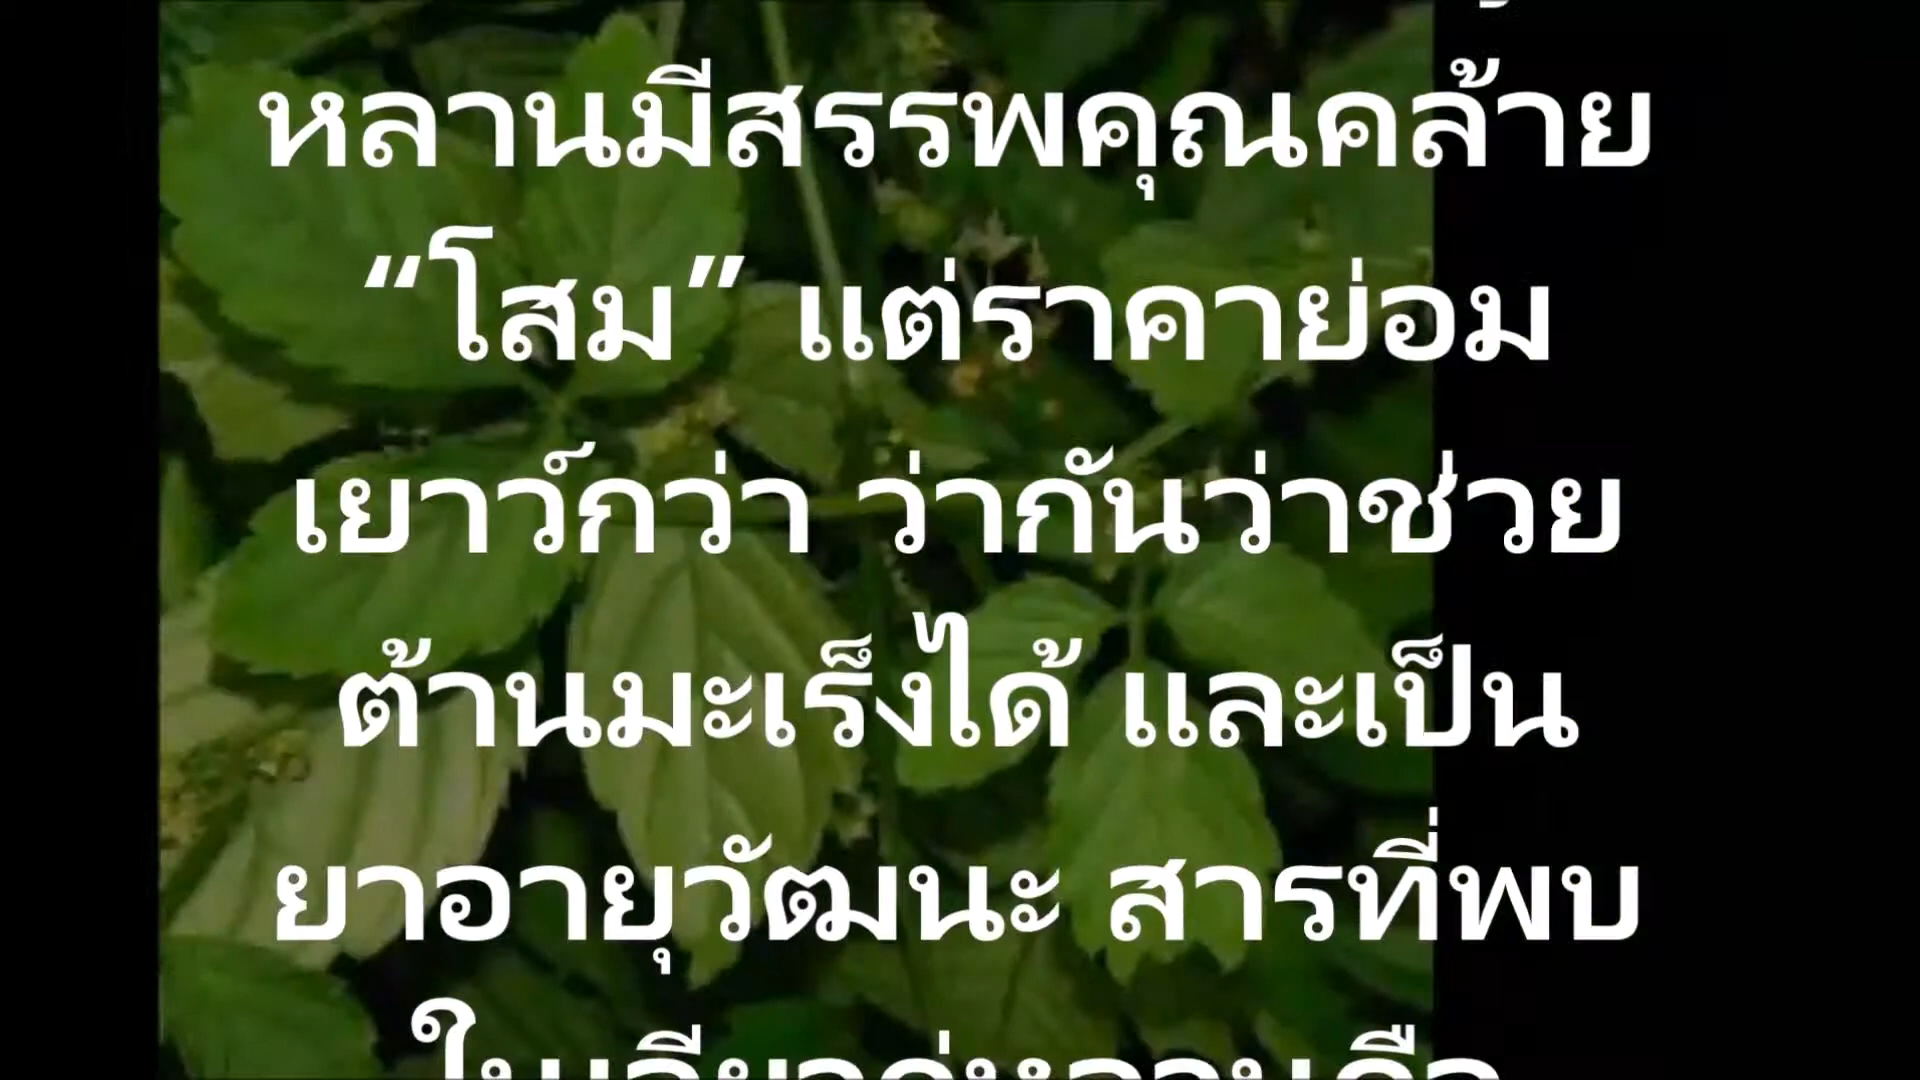 หลานมีสรรพคุณคล้าย
“โสม” แต่ราคาย่อม
เยาว์กว่า ว่ากันว่าช่วย
ต้านมะเร็งได้ และเป็น
ยาอายุวัฒนะ สารที่พบ